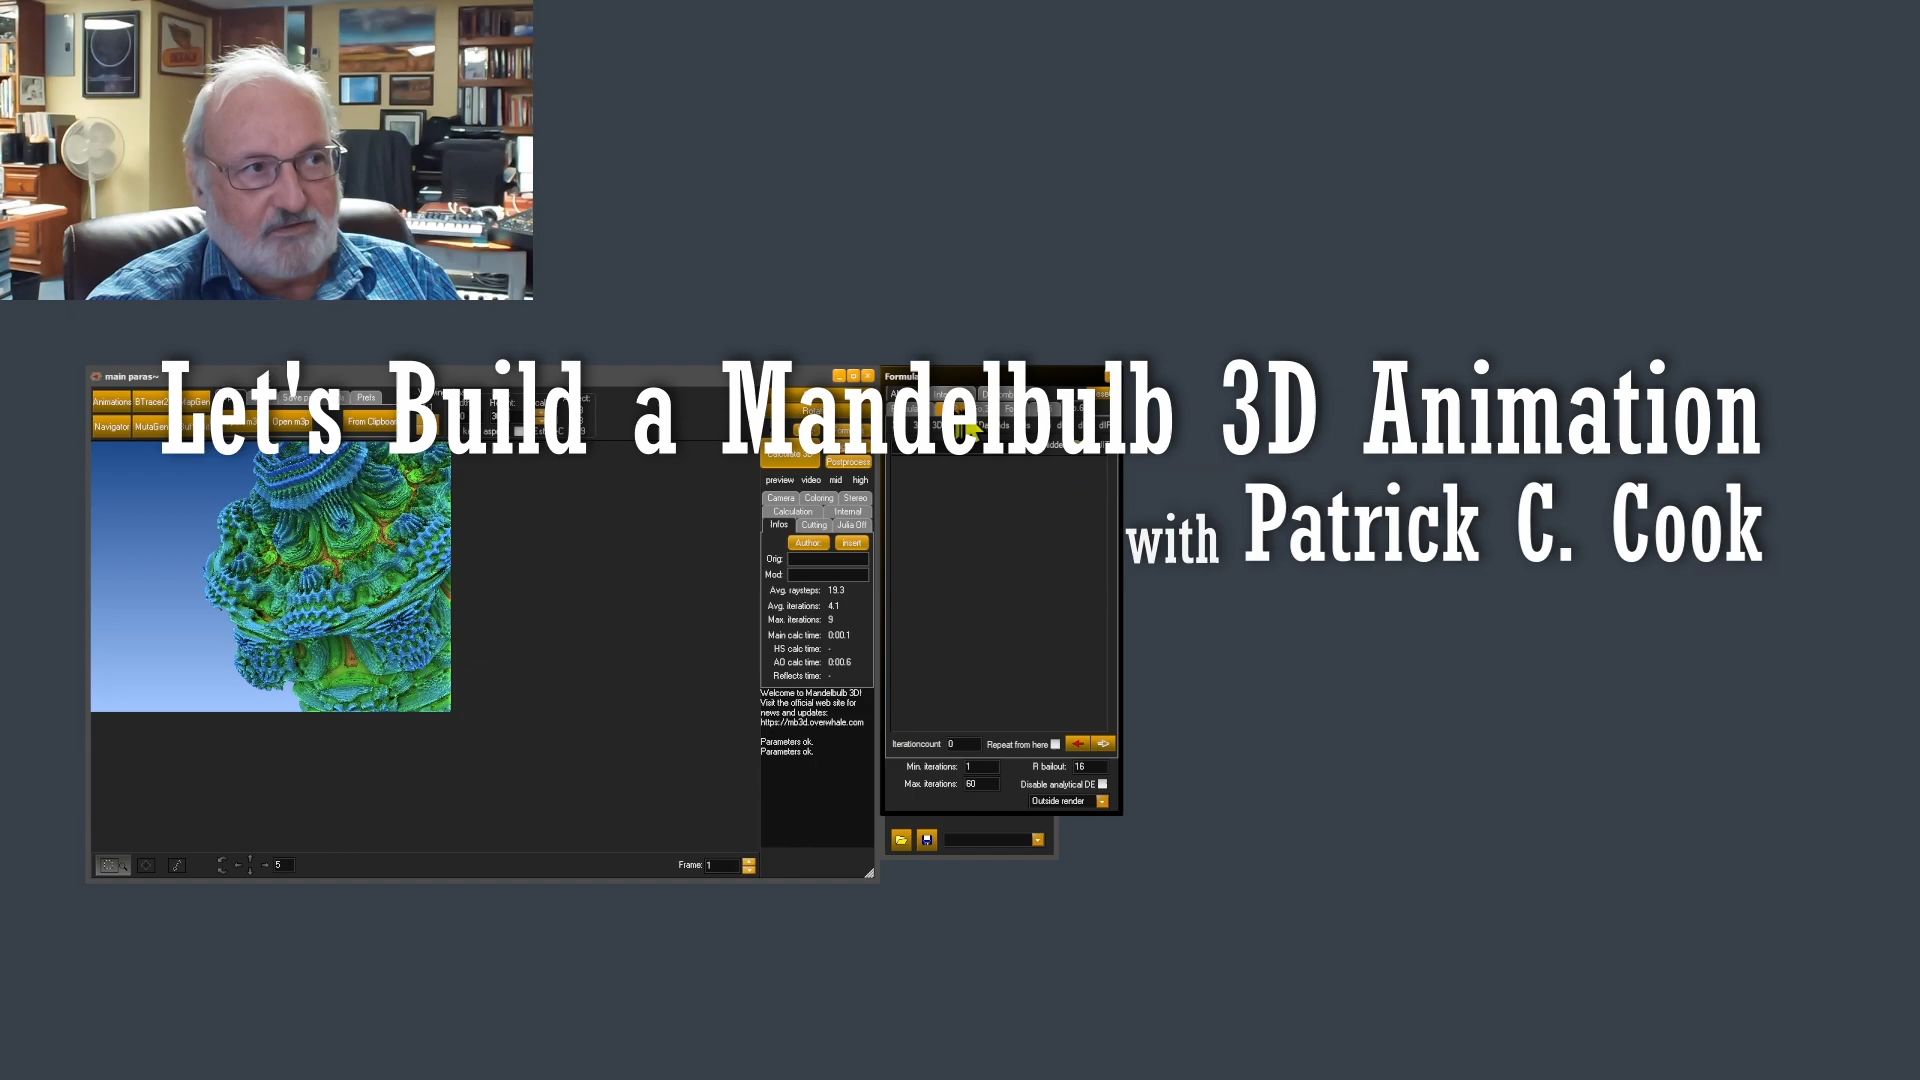 Let's Build a Mandelbulb 3D Animation
with Patrick C. Cook
main paras~
Prefs
Animations BTracer2 MapGen
Open m3p From Clipboard
Navigator MutaGen
Postprocess
preview video mid high
Camera Coloring Stereo
Calculation Internal
Infos Cutting Julia Off
Author: insert
Orig:
Mod:
Avg. raysteps: 19.3
Avg. iterations: 4.1
Max. iterations: 9
Main calc time: 0:00.1
HS calc time: -
AO calc time: 0:00.6
Reflects time: -
Welcome to Mandelbulb 3D!
Visit the official web site for
news and updates:
https://mb3d.overwhale.com
Parameters ok.
Parameters ok.
5
Frame: 1
Formula
Iterationcount 0 Repeat from here
Min. iterations: 1 R bailout: 16
Max. iterations: 60 Disable analytical DE
Outside render